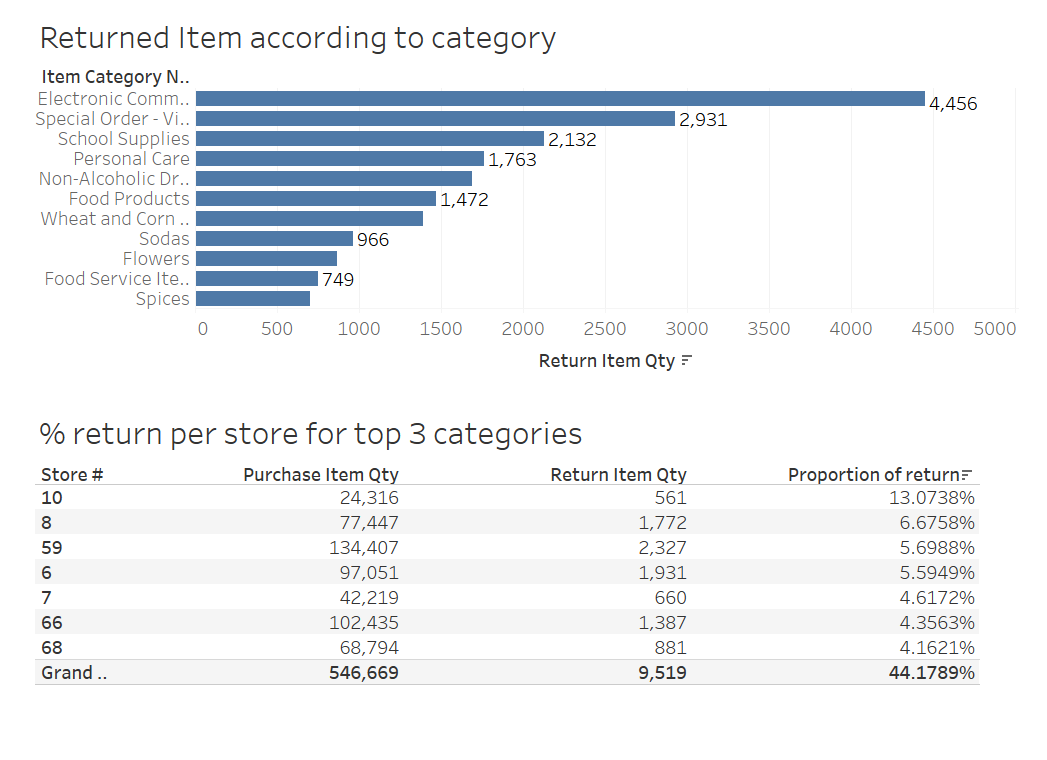 Returned Item according to category
Item Category N..
Electronic Comm.. 4,456
Special Order - Vi.. 2,931
School Supplies 2,132
Personal Care 1,763
Non-Alcoholic Dr..
Food Products 1,472
Wheat and Corn ..
Sodas 966
Flowers
Food Service Ite.. 749
Spices
0 500 1000 1500 2000 2500 3000 3500 4000 4500 5000
Return Item Qty
% return per store for top 3 categories
Store # Purchase Item Qty Return Item Qty Proportion of return
10 24,316 561 13.0738%
8 77,447 1,772 6.6758%
59 134,407 2,327 5.6988%
6 97,051 1,931 5.5949%
7 42,219 660 4.6172%
66 102,435 1,387 4.3563%
68 68,794 881 4.1621%
Grand .. 546,669 9,519 44.1789%